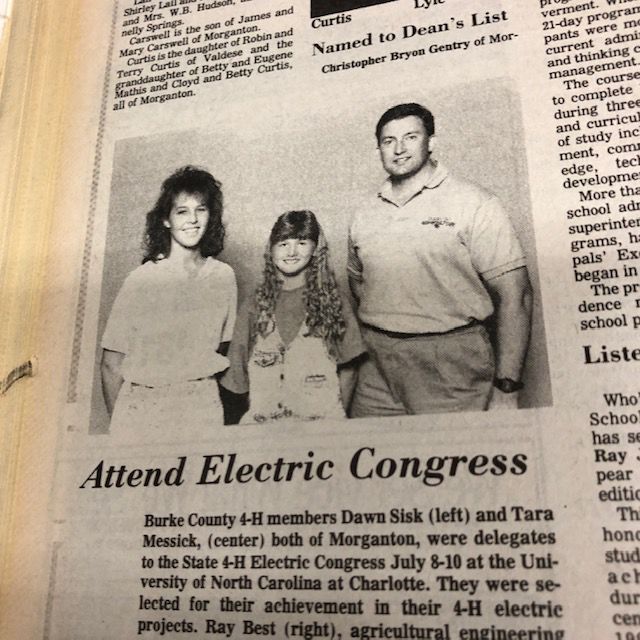 Shirley Lail and
and Mrs. W.B. Hudson,
nelly Springs.
Carswell is the son of James and
Mary Carswell of Morganton.
Curtis is the daughter of Robin and
Terry Curtis of Valdese and the
granddaughter of Betty and Eugene
Mathis and Cloyd and Betty Curtis,
all of Morganton.
Curtis
Lyle
Named to Dean's List
Christopher Bryon Gentry of Mor-
Attend Electric Congress
Burke County 4-H members Dawn Sisk (left) and Tara
Messick, (center) both of Morganton, were delegates
to the State 4-H Electric Congress July 8-10 at the Uni-
versity of North Carolina at Charlotte. They were se-
lected for their achievement in their 4-H electric
projects. Ray Best (right), agricultural engineering
verment.
21-day program
pants were
current admi
and thinking
management.
The course
to complete
during three
and curricul
of study inc
ment, com
edge, tec
developme
More tha
school ad
superinte
grams, ha
pals' Ex
began in
The pr
dence
school p
Liste
Who'
School
has se
Ray
pear
editio
Th
hono
stud
ach
dur
cen